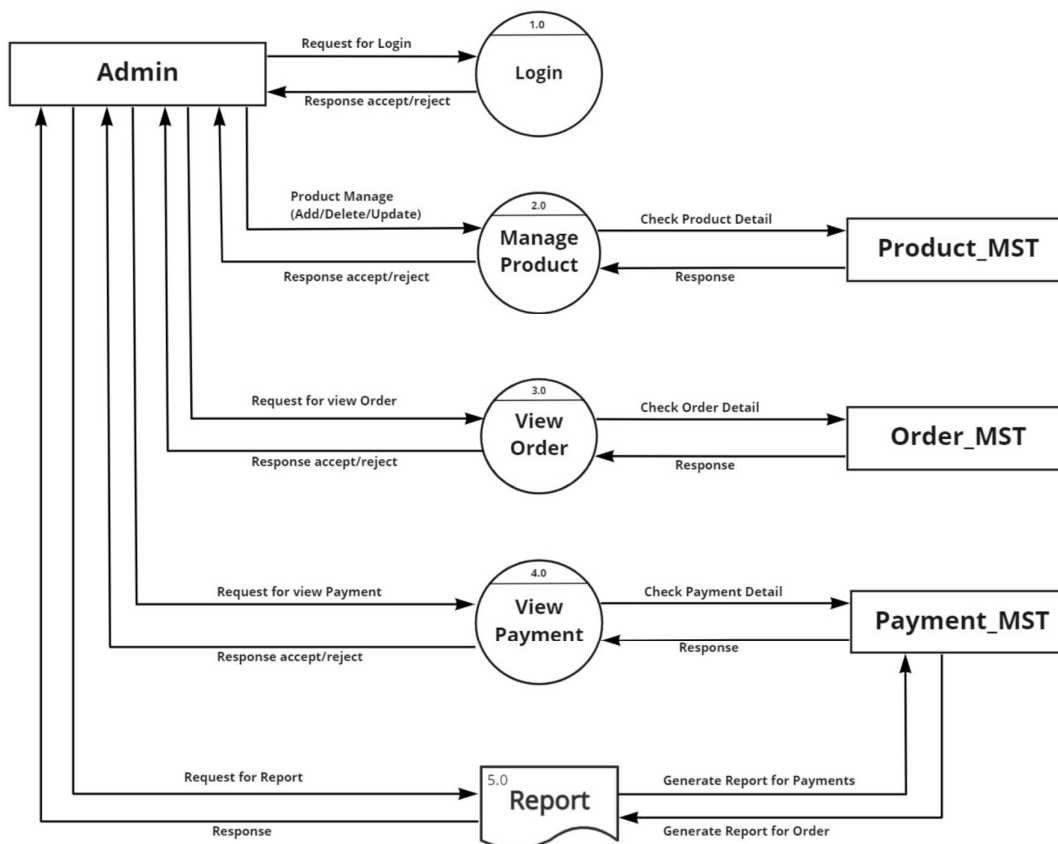 1.0
Request for Login
Admin
Login
Response accept/reject
Product Manage
(Add/Delete/Update)
2.0
Check Product Detail
Manage
Product
Product_MST
Response accept/reject
Response
3.0
Request for view Order
Check Order Detail
View
Order
Order_MST
Response accept/reject
Response
4.0
Request for view Payment
Check Payment Detail
View
Payment
Payment_MST
Response accept/reject
Response
5.0
Request for Report
Generate Report for Payments
Report
Response
Generate Report for Order